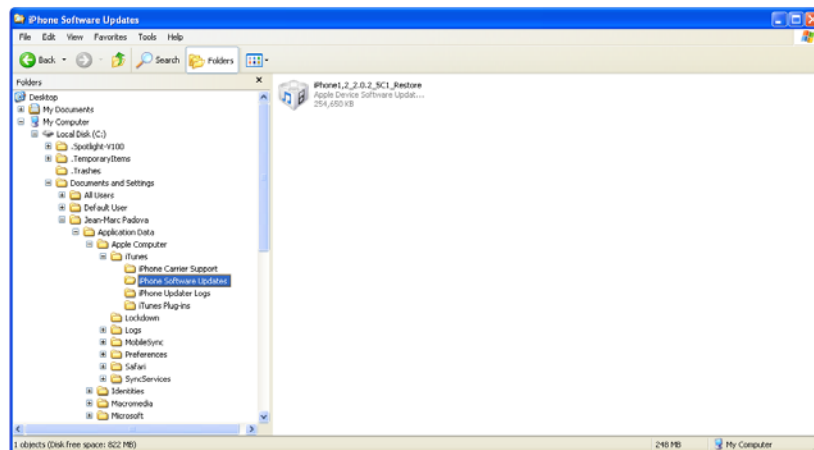 iPhone Software Updates
File Edit View Favorites Tools Help
Back Search Folders
Folders
Desktop
My Documents
My Computer
Local Disk (C:)
.Spotlight-V100
.TemporaryItems
.Trashes
Documents and Settings
All Users
Default User
Jean-Marc Padova
Application Data
Apple Computer
iTunes
iPhone Carrier Support
iPhone Software Updates
iPhone Updater Logs
iTunes Plug-ins
Lockdown
Logs
MobileSync
Preferences
Safari
SyncServices
Identities
Macromedia
Microsoft
iPhone1,2_2.0.2_5C1_Restore
Apple Device Software Updat...
254,650 KB
1 objects (Disk free space: 822 MB) 248 MB My Computer